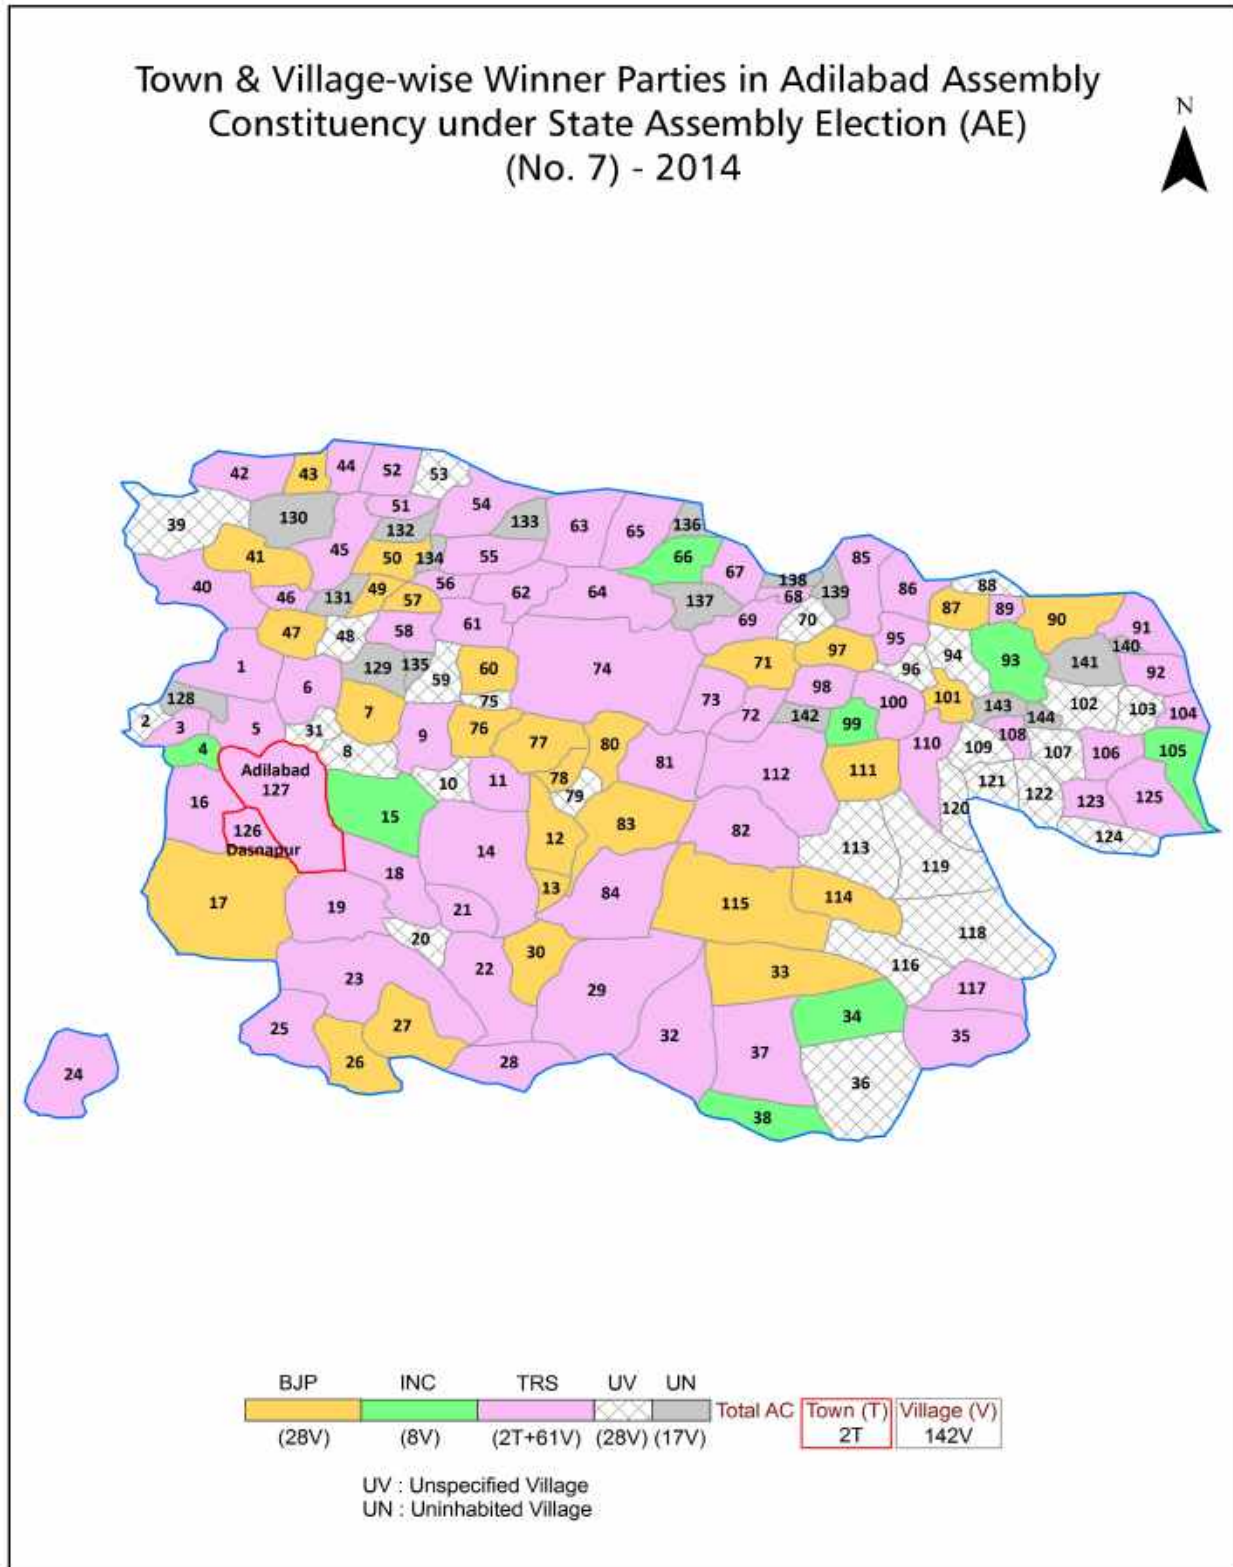 Town & Village-wise Winner Parties in Adilabad Assembly
Constituency under State Assembly Election (AE)
(No. 7) - 2014
N
42 43 44 52 53
39 130 51 54 133 63 65 136
132
41 45 50 134 55 66 85
40 46 131 49 57 56 62 64 137 67 138 68 139 86 88
47 48 58 61 69 70 87 89 90 91
1 129 135 59 60 74 71 97 95 96 94 93 141 140 92
128 6 7 75 73 72 98 100 101 143 144 102 103 104
2 3 5 31 9 76 77 80 142 99 108
4 8 81 112 111 110 109 107 106 105
Adilabad
127
10 11 78 79 121 122 123 125
16 15 12 83 82 120
126
Dasnapur
14 113 119 124
18 13 84
17 19 21 115 114
20 30 118
23 22 29 33 116 117
25 27 32 34 35
26 28 37
24 36
38
BJP INC TRS UV UN
Total AC Town (T) Village (V)
2T 142V
(28V) (8V) (2T+61V) (28V) (17V)
UV : Unspecified Village
UN : Uninhabited Village